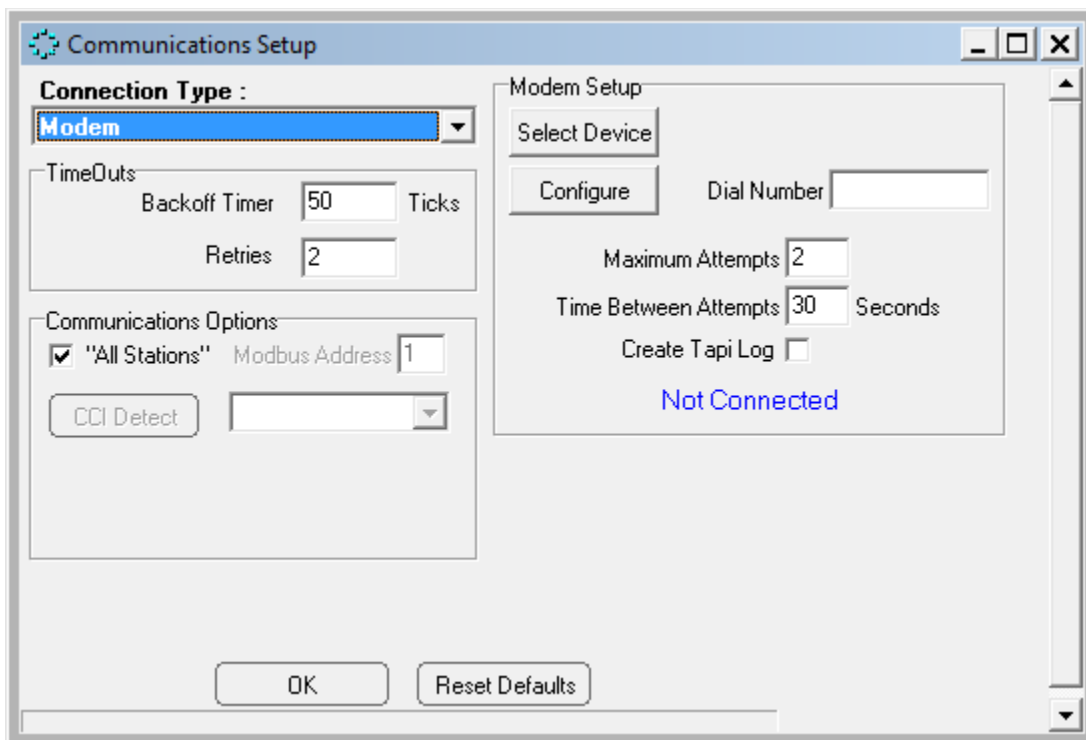 Communications Setup
Connection Type :
Modem
TimeOuts
Backoff Timer 50 Ticks
Retries 2
Communications Options
"All Stations" Modbus Address 1
CCI Detect
Modem Setup
Select Device
Configure Dial Number
Maximum Attempts 2
Time Between Attempts 30 Seconds
Create Tapi Log
Not Connected
OK Reset Defaults